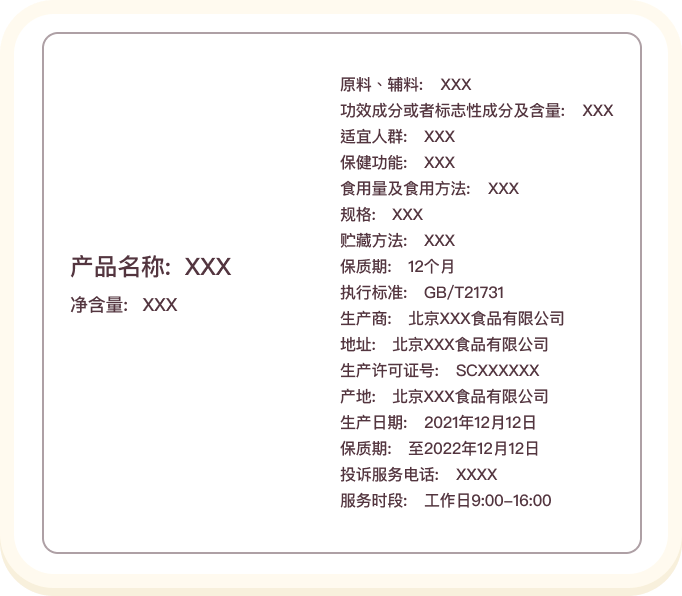 产品名称: XXX
净含量: XXX
原料、辅料: XXX
功效成分或者标志性成分及含量: XXX
适宜人群: XXX
保健功能: XXX
食用量及食用方法: XXX
规格: XXX
贮藏方法: XXX
保质期: 12个月
执行标准: GB/T21731
生产商: 北京XXX食品有限公司
地址: 北京XXX食品有限公司
生产许可证号: SCXXXXXX
产地: 北京XXX食品有限公司
生产日期: 2021年12月12日
保质期: 至2022年12月12日
投诉服务电话: XXXX
服务时段: 工作日9:00–16:00